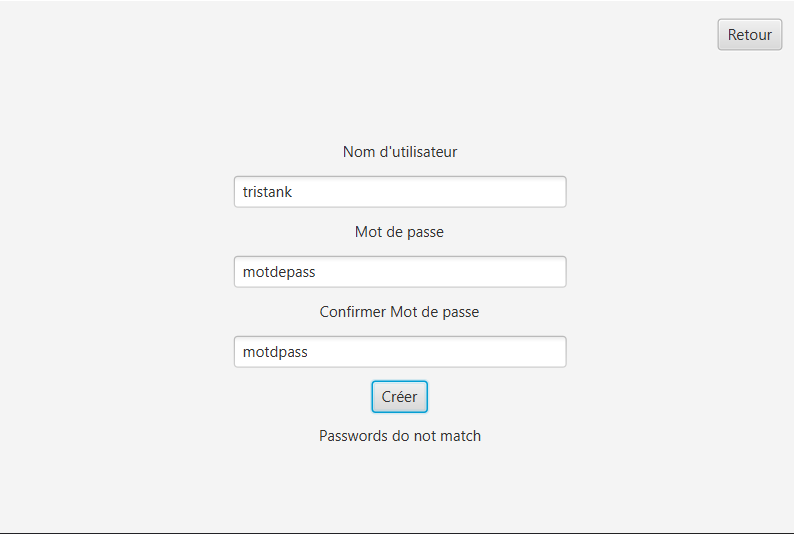 Retour
Nom d'utilisateur
tristank
Mot de passe
motdepass
Confirmer Mot de passe
motdpass
Créer
Passwords do not match